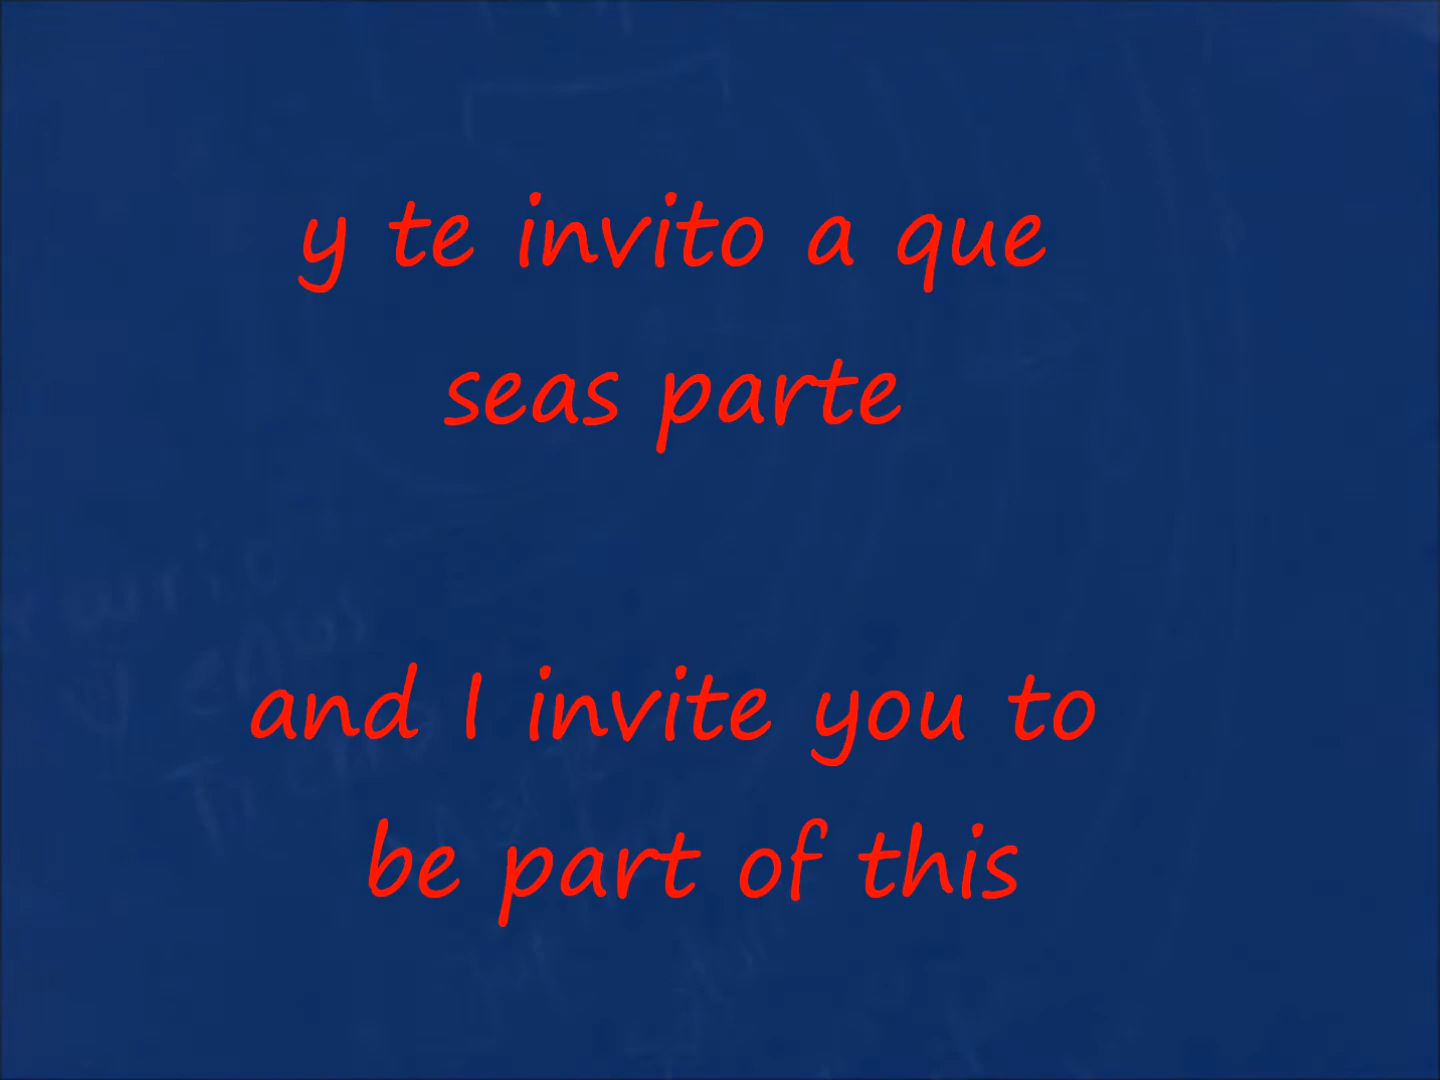 y te invito a que
seas parte
and I invite you to
be part of this